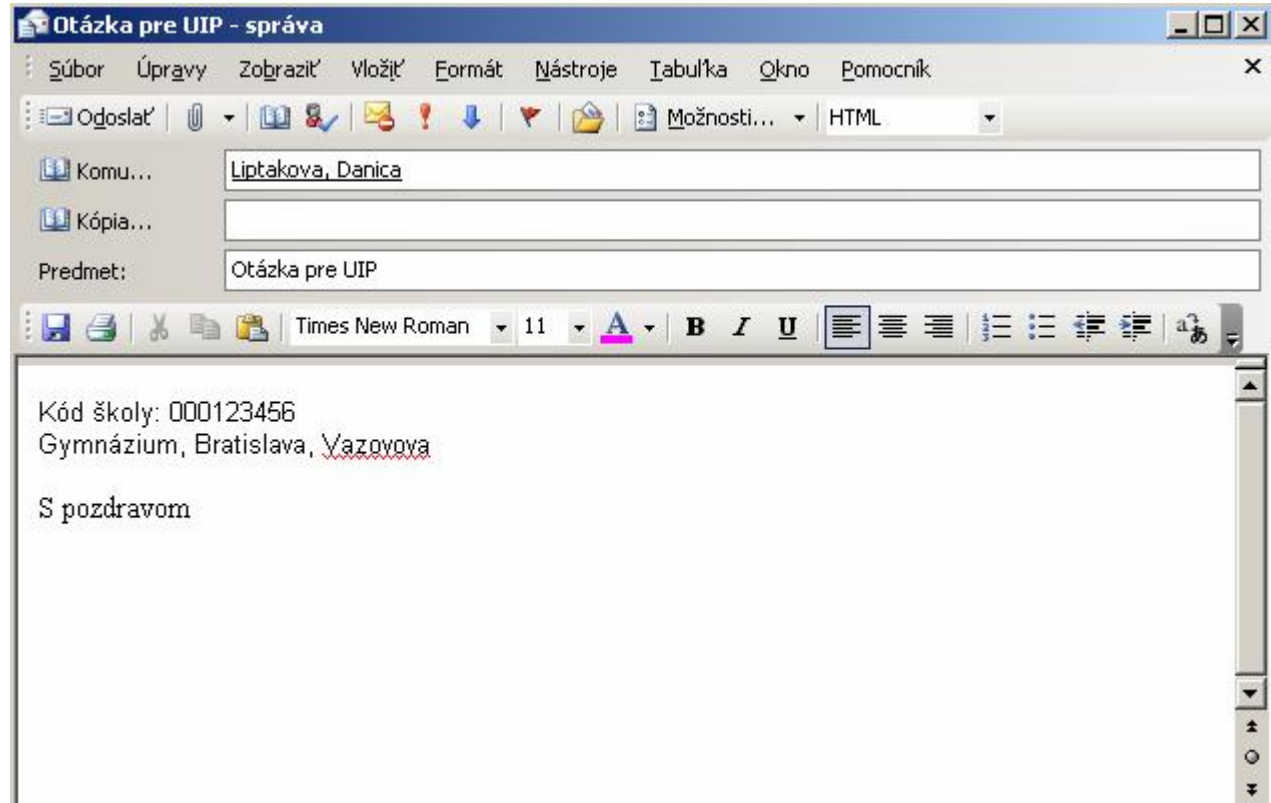 Otázka pre UIP - správa
Súbor Úpravy Zobraziť Vložiť Formát Nástroje Tabuľka Okno Pomocník
Odoslať Možnosti... HTML
Komu... Liptakova, Danica
Kópia...
Predmet: Otázka pre UIP
Times New Roman 11 A B I U
Kód školy: 000123456
Gymnázium, Bratislava, Vazovova
S pozdravom